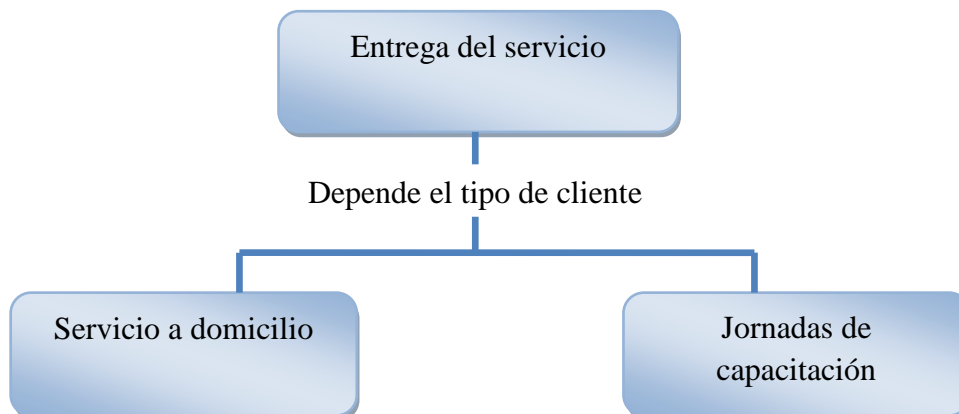 Entrega del servicio
Depende el tipo de cliente
Servicio a domicilio
Jornadas de
capacitación